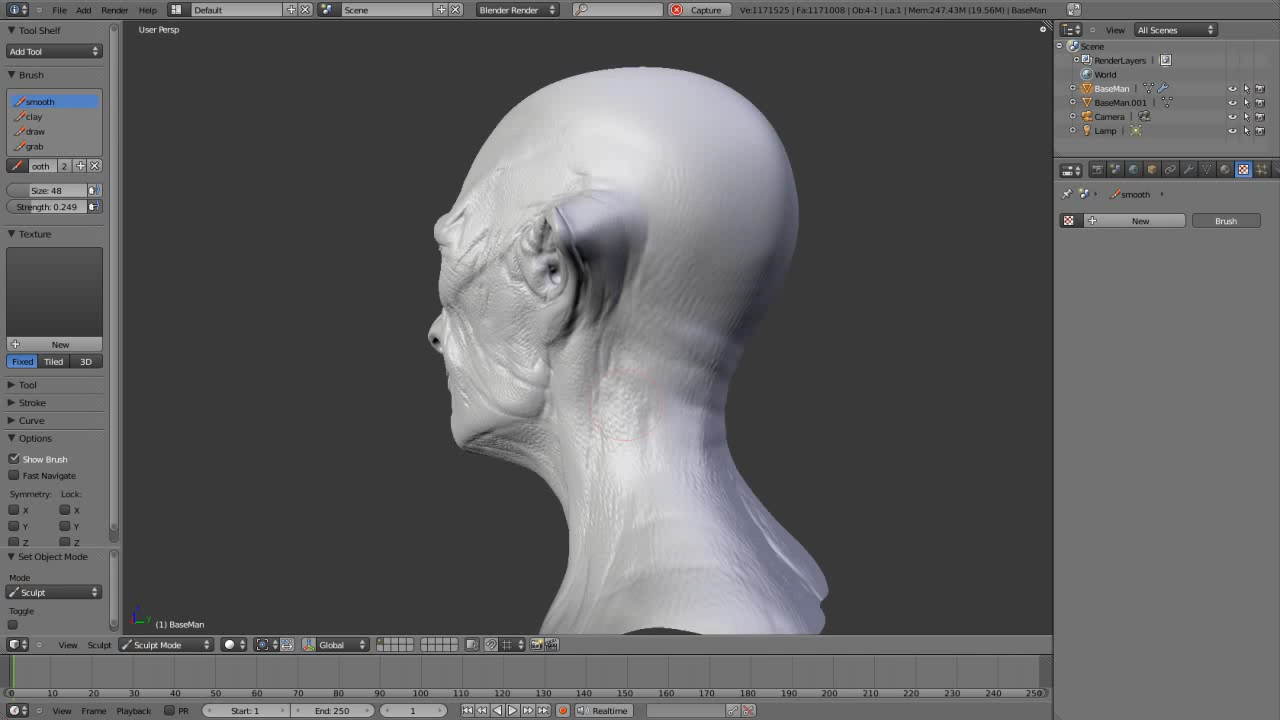 File Add Render Help Default Scene Blender Render Capture Ve:1171525 | Fa:1171008 | Ob:4-1 | La:1 | Mem:247.43M (19.56M) | BaseMan
Tool Shelf
Add Tool
Brush
smooth
clay
draw
grab
ooth 2
Size: 48
Strength: 0.249
Texture
New
Fixed Tiled 3D
Tool
Stroke
Curve
Options
Show Brush
Fast Navigate
Symmetry: Lock:
X X
Y Y
Z Z
Set Object Mode
Mode
Sculpt
Toggle
User Persp
y
(1) BaseMan
View Sculpt Sculpt Mode Global
0 10 20 30 40 50 60 70 80 90 100 110 120 130 140 150 160 170 180 190 200 210 220 230 240 250
View Frame Playback PR Start: 1 End: 250 1 Realtime
View All Scenes
Scene
RenderLayers |
World
BaseMan |
BaseMan.001 |
Camera |
Lamp |
smooth
New Brush